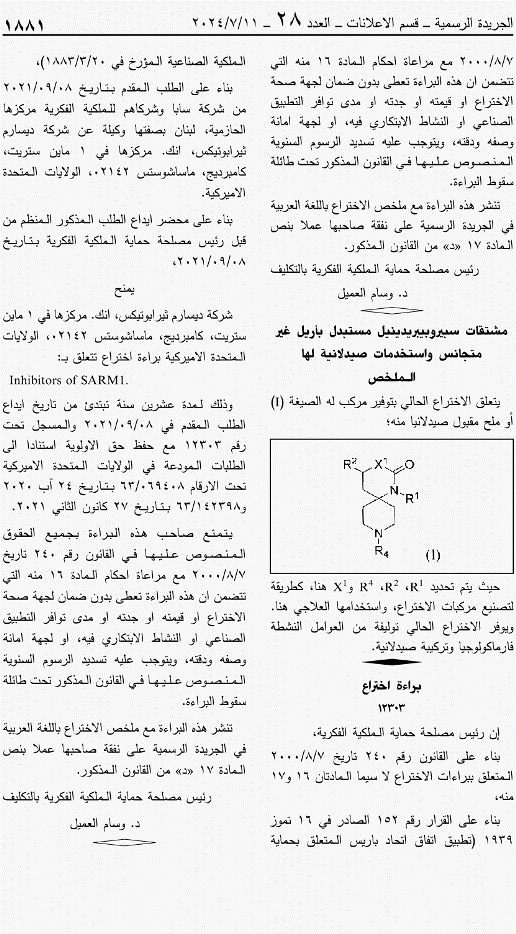 الجريدة الرسمية ــ قسم الاعلانات ــ العدد ٢٨ ــ ٢٠٢٤/٧/١١
١٨٨١
٢٠٠٠/٨/٧ مع مراعاة احكام المادة ١٦ منه التي
تتضمن ان هذه البراءة تعطى بدون ضمان لجهة صحة
الاختراع او قيمته او جدته او مدى توافر التطبيق
الصناعي او النشاط الابتكاري فيه، او لجهة امانة
وصفه ودقته، ويتوجب عليه تسديد الرسوم السنوية
المنصوص عليها في القانون المذكور تحت طائلة
سقوط البراءة.
تنشر هذه البراءة مع ملخص الاختراع باللغة العربية
في الجريدة الرسمية على نفقة صاحبها عملا بنص
المادة ١٧ «د» من القانون المذكور.
رئيس مصلحة حماية الملكية الفكرية بالتكليف
د. وسام العميل
مشتقات سبيروبيبريدينيل مستبدل بأريل غير
متجانس واستخدمات صيدلانية لها
الملخص
يتعلق الاختراع الحالي بتوفير مركب له الصيغة (I)
أو ملح مقبول صيدلانيا منه؛
R² X¹ O
N R¹
N
R₄ (I)
حيث يتم تحديد R¹، R²، R⁴ وX¹ هنا، كطريقة
لتصنيع مركبات الاختراع، واستخدامها العلاجي هنا.
ويوفر الاختراع الحالي توليفة من العوامل النشطة
فارماكولوجيا وتركيبة صيدلانية.
براءة اختراع
١٢٣٠٣
إن رئيس مصلحة حماية الملكية الفكرية،
بناء على القانون رقم ٢٤٠ تاريخ ٢٠٠٠/٨/٧
المتعلق ببراءات الاختراع لا سيما المادتان ١٦ و١٧
منه،
بناء على القرار رقم ١٥٢ الصادر في ١٦ تموز
١٩٣٩ (تطبيق اتفاق اتحاد باريس المتعلق بحماية
الملكية الصناعية المؤرخ في ١٨٨٣/٣/٢٠)،
بناء على الطلب المقدم بتاريخ ٢٠٢١/٠٩/٠٨
من شركة سابا وشركاهم للملكية الفكرية مركزها
الحازمية، لبنان بصفتها وكيلة عن شركة ديسارم
ثيرابوتيكس، انك. مركزها في ١ ماين ستريت،
كامبرديج، ماساشوستس ٠٢١٤٢، الولايات المتحدة
الاميركية.
بناء على محضر ايداع الطلب المذكور المنظم من
قبل رئيس مصلحة حماية الملكية الفكرية بتاريخ
٢٠٢١/٠٩/٠٨،
يمنح
شركة ديسارم ثيرابوتيكس، انك. مركزها في ١ ماين
ستريت، كامبرديج، ماساشوستس ٠٢١٤٢، الولايات
المتحدة الاميركية براءة اختراع تتعلق بـ:
Inhibitors of SARM1.
وذلك لمدة عشرين سنة تبتدئ من تاريخ ايداع
الطلب المقدم في ٢٠٢١/٠٩/٠٨ والمسجل تحت
رقم ١٢٣٠٣ مع حفظ حق الاولوية استنادا الى
الطلبات المودعة في الولايات المتحدة الاميركية
تحت الارقام ٦٣/٠٦٩٤٠٨ بتاريخ ٢٤ آب ٢٠٢٠
و٦٣/١٤٢٣٩٨ بتاريخ ٢٧ كانون الثاني ٢٠٢١.
يتمتع صاحب هذه البراءة بجميع الحقوق
المنصوص عليها في القانون رقم ٢٤٠ تاريخ
٢٠٠٠/٨/٧ مع مراعاة احكام المادة ١٦ منه التي
تتضمن ان هذه البراءة تعطى بدون ضمان لجهة صحة
الاختراع او قيمته او جدته او مدى توافر التطبيق
الصناعي او النشاط الابتكاري فيه، او لجهة امانة
وصفه ودقته، ويتوجب عليه تسديد الرسوم السنوية
المنصوص عليها في القانون المذكور تحت طائلة
سقوط البراءة.
تنشر هذه البراءة مع ملخص الاختراع باللغة العربية
في الجريدة الرسمية على نفقة صاحبها عملا بنص
المادة ١٧ «د» من القانون المذكور.
رئيس مصلحة حماية الملكية الفكرية بالتكليف
د. وسام العميل